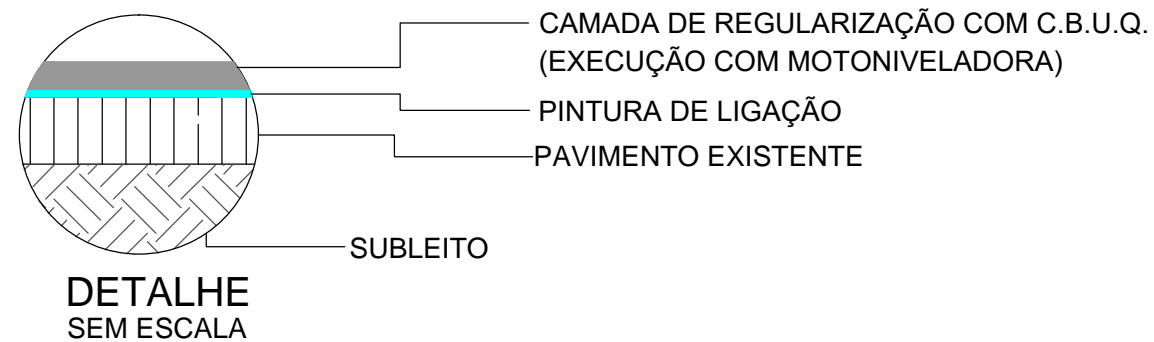 CAMADA DE REGULARIZAÇÃO COM C.B.U.Q.
(EXECUÇÃO COM MOTONIVELADORA)
PINTURA DE LIGAÇÃO
PAVIMENTO EXISTENTE
SUBLEITO
DETALHE
SEM ESCALA